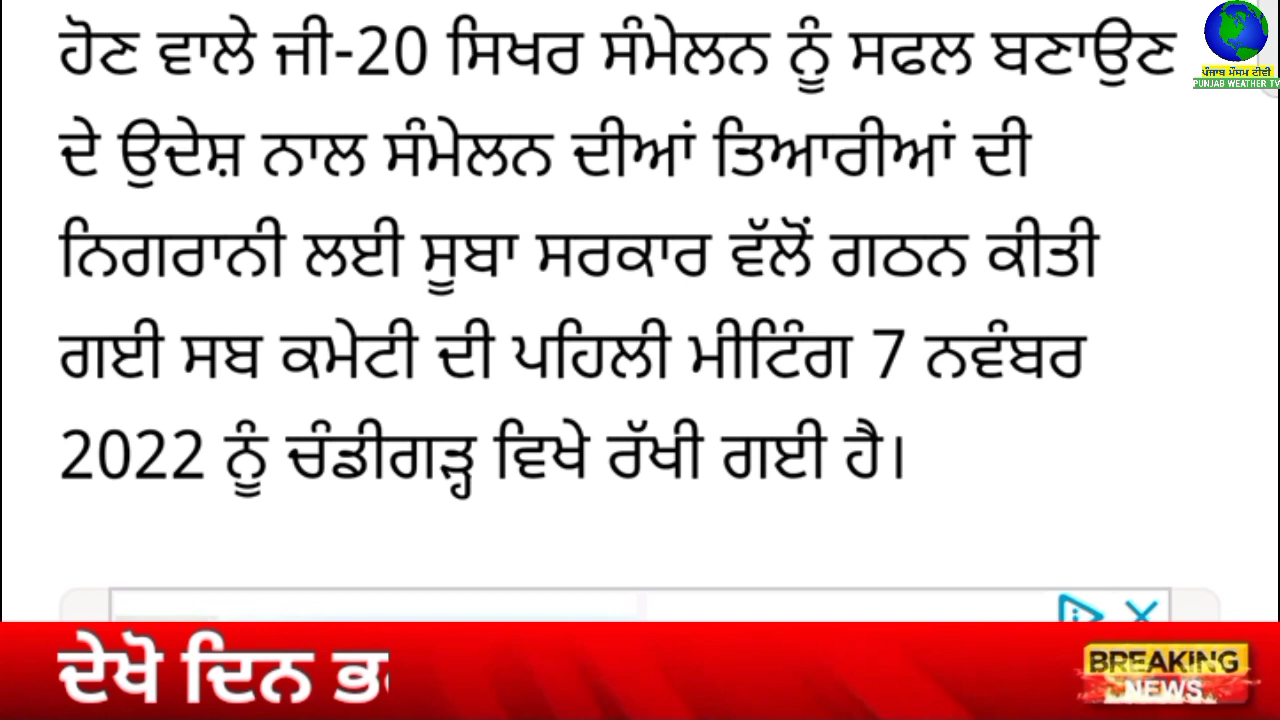 ਹੋਣ ਵਾਲੇ ਜੀ-20 ਸਿਖਰ ਸੰਮੇਲਨ ਨੂੰ ਸਫਲ ਬਣਾਉਣ
ਪੰਜਾਬ ਮੌਸਮ ਟੀਵੀ
PUNJAB WEATHER TV
ਦੇ ਉਦੇਸ਼ ਨਾਲ ਸੰਮੇਲਨ ਦੀਆਂ ਤਿਆਰੀਆਂ ਦੀ
ਨਿਗਰਾਨੀ ਲਈ ਸੂਬਾ ਸਰਕਾਰ ਵੱਲੋਂ ਗਠਨ ਕੀਤੀ
ਗਈ ਸਬ ਕਮੇਟੀ ਦੀ ਪਹਿਲੀ ਮੀਟਿੰਗ 7 ਨਵੰਬਰ
2022 ਨੂੰ ਚੰਡੀਗੜ੍ਹ ਵਿਖੇ ਰੱਖੀ ਗਈ ਹੈ।
ਦੇਖੋ ਦਿਨ
BREAKING
NEWS